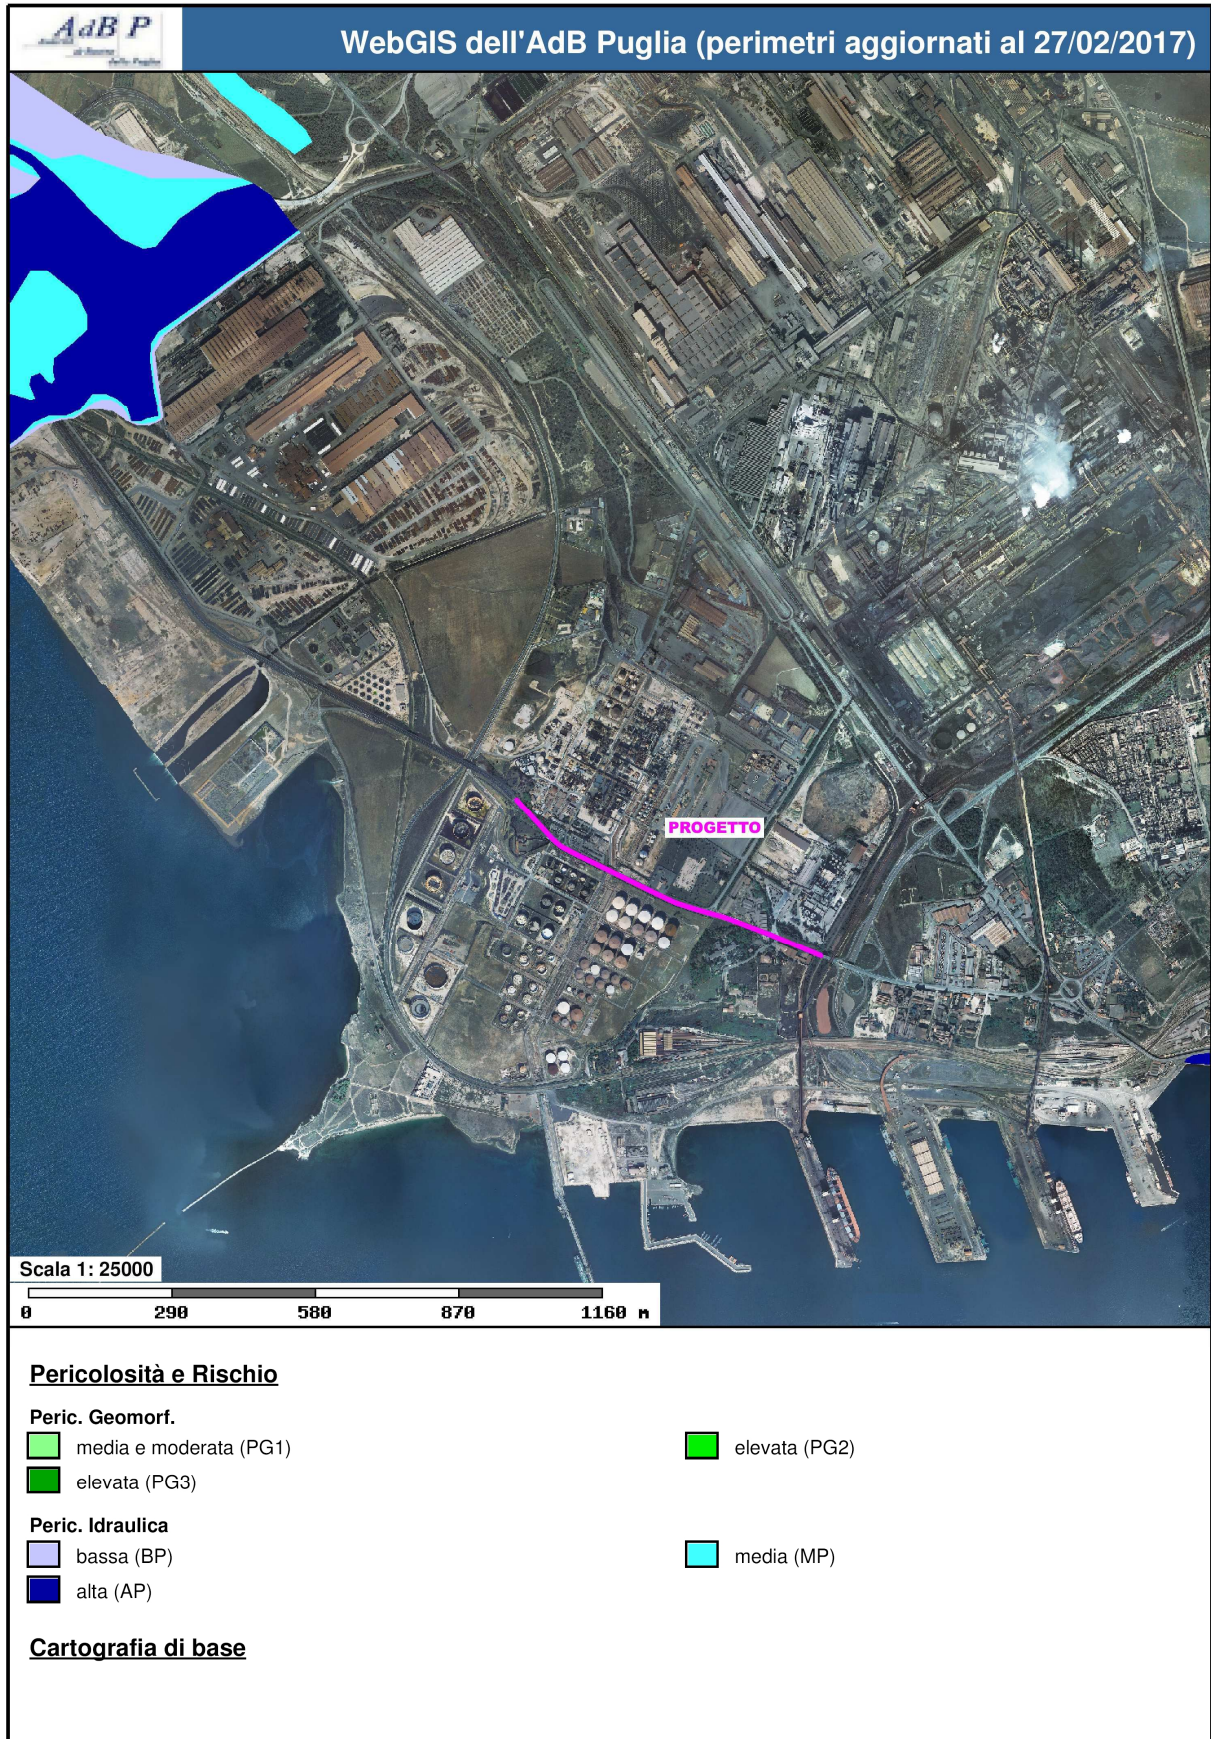 AdB P
della Puglia
WebGIS dell'AdB Puglia (perimetri aggiornati al 27/02/2017)
PROGETTO
Scala 1: 25000
0 290 580 870 1160 m
Pericolosità e Rischio
Peric. Geomorf.
media e moderata (PG1)
elevata (PG2)
elevata (PG3)
Peric. Idraulica
bassa (BP)
media (MP)
alta (AP)
Cartografia di base